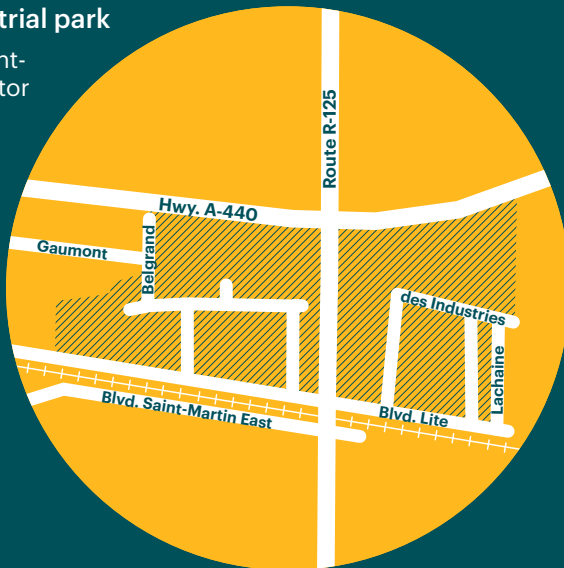 trial park
nt-
tor
Route R-125
Hwy. A-440
Gaumont
Belgrand
des Industries
Lachaine
Blvd. Lite
Blvd. Saint-Martin East